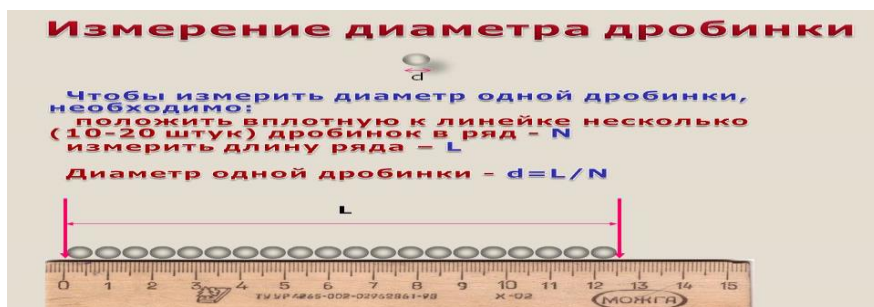 Измерение диаметра дробинки
d
Чтобы измерить диаметр одной дробинки,
необходимо:
положить вплотную к линейке несколько
(10-20 штук) дробинок в ряд - N
измерить длину ряда – L
Диаметр одной дробинки - d=L/N
L
0 1 2 3 4 5 6 7 8 9 10 11 12 13 14 15
Х-02
МОЖГА